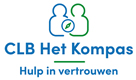 CLB Het Kompas
Hulp in vertrouwen